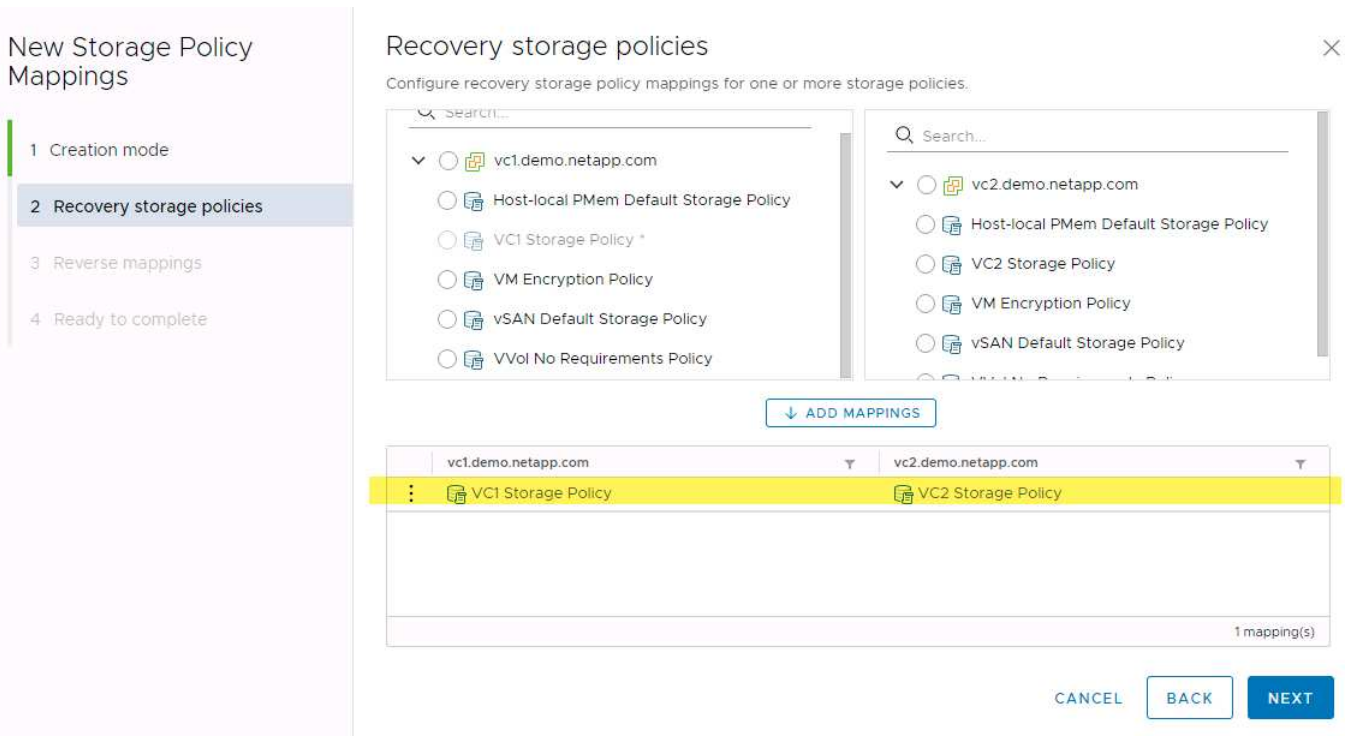 New Storage Policy
Mappings
1 Creation mode
2 Recovery storage policies
3 Reverse mappings
4 Ready to complete
Recovery storage policies
Configure recovery storage policy mappings for one or more storage policies.
Search...
vc1.demo.netapp.com
Host-local PMem Default Storage Policy
VC1 Storage Policy *
VM Encryption Policy
vSAN Default Storage Policy
VVol No Requirements Policy
Search...
vc2.demo.netapp.com
Host-local PMem Default Storage Policy
VC2 Storage Policy
VM Encryption Policy
vSAN Default Storage Policy
ADD MAPPINGS
vc1.demo.netapp.com vc2.demo.netapp.com
VC1 Storage Policy VC2 Storage Policy
1 mapping(s)
CANCEL BACK NEXT